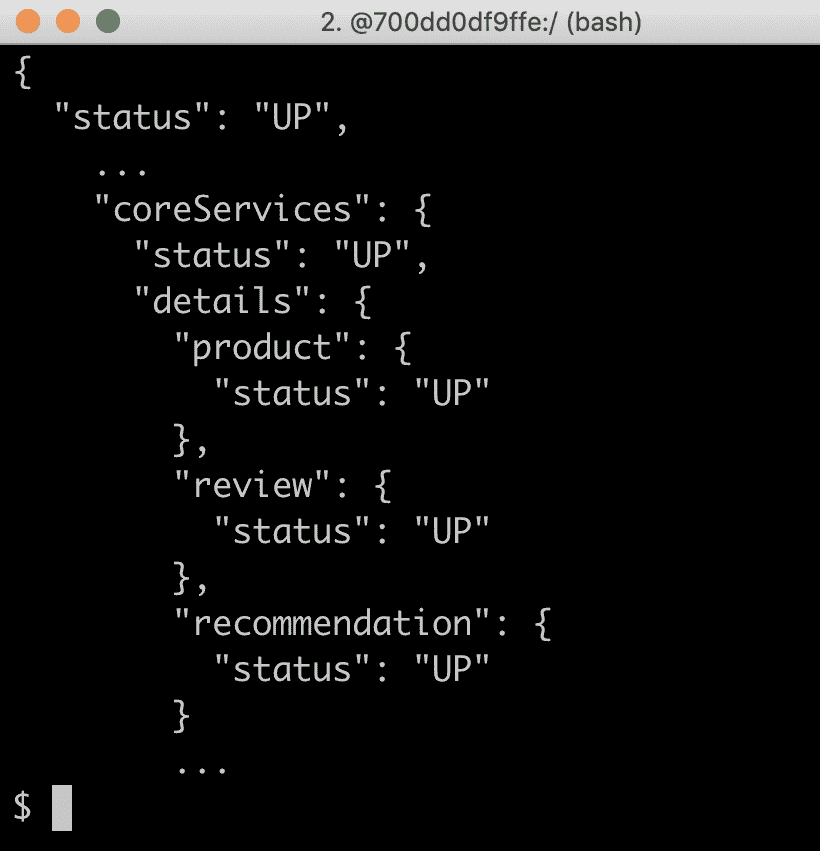 2. @700dd0df9ffe:/ (bash)
{
  "status": "UP",
    ...
    "coreServices": {
      "status": "UP",
      "details": {
        "product": {
          "status": "UP"
        },
        "review": {
          "status": "UP"
        },
        "recommendation": {
          "status": "UP"
        }
        ...
$